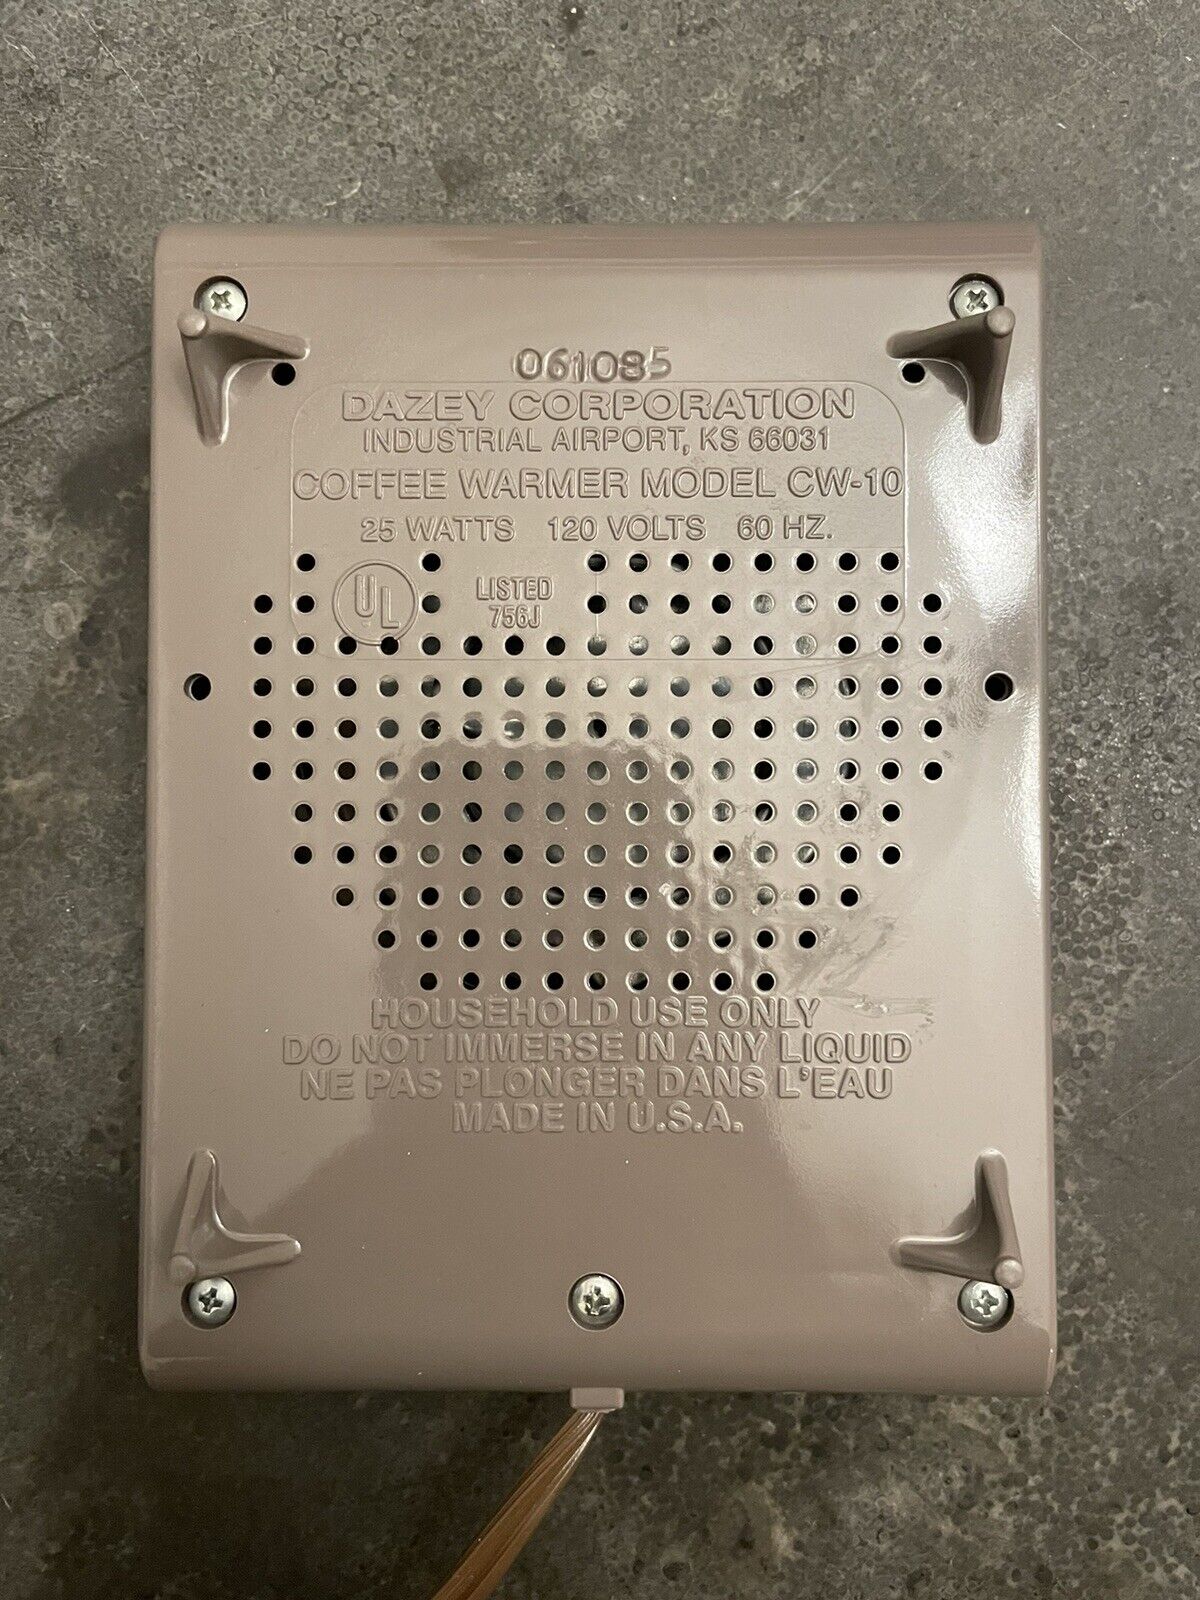 061085
DAZEY CORPORATION
INDUSTRIAL AIRPORT, KS 66031
COFFEE WARMER MODEL CW-10
25 WATTS 120 VOLTS 60 HZ.
UL LISTED
756J
HOUSEHOLD USE ONLY
DO NOT IMMERSE IN ANY LIQUID
NE PAS PLONGER DANS L'EAU
MADE IN U.S.A.